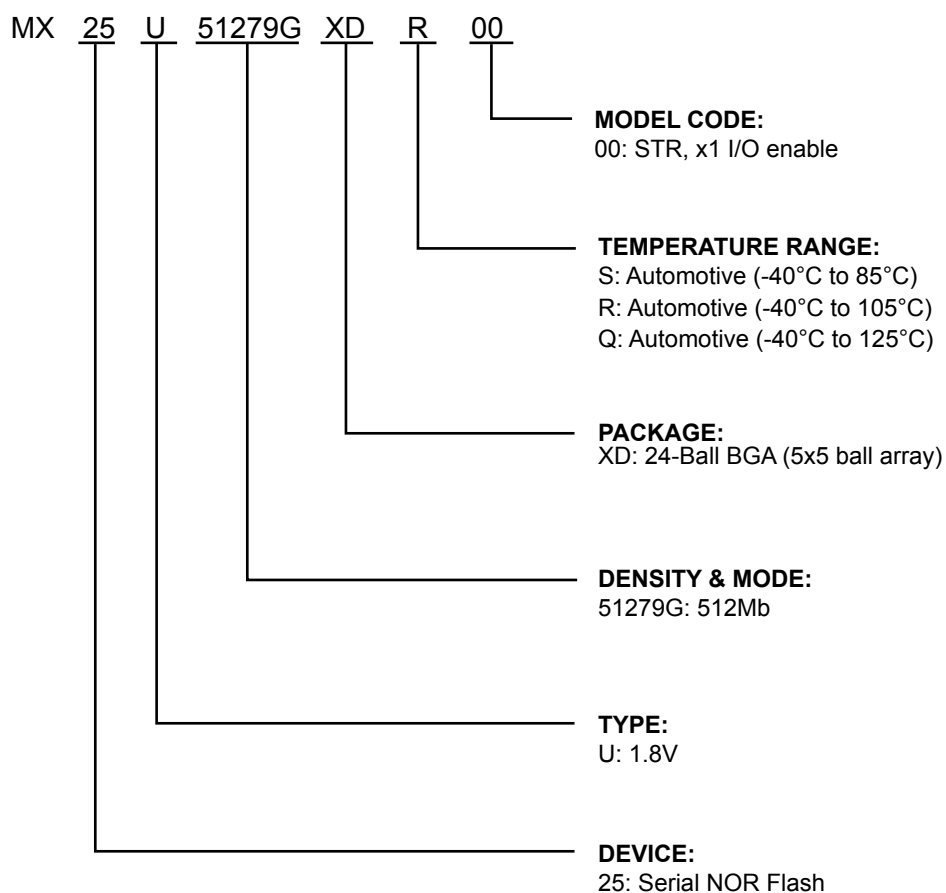 MX 25 U 51279G XD R 00
MODEL CODE:
00: STR, x1 I/O enable
TEMPERATURE RANGE:
S: Automotive (-40°C to 85°C)
R: Automotive (-40°C to 105°C)
Q: Automotive (-40°C to 125°C)
PACKAGE:
XD: 24-Ball BGA (5x5 ball array)
DENSITY & MODE:
51279G: 512Mb
TYPE:
U: 1.8V
DEVICE:
25: Serial NOR Flash